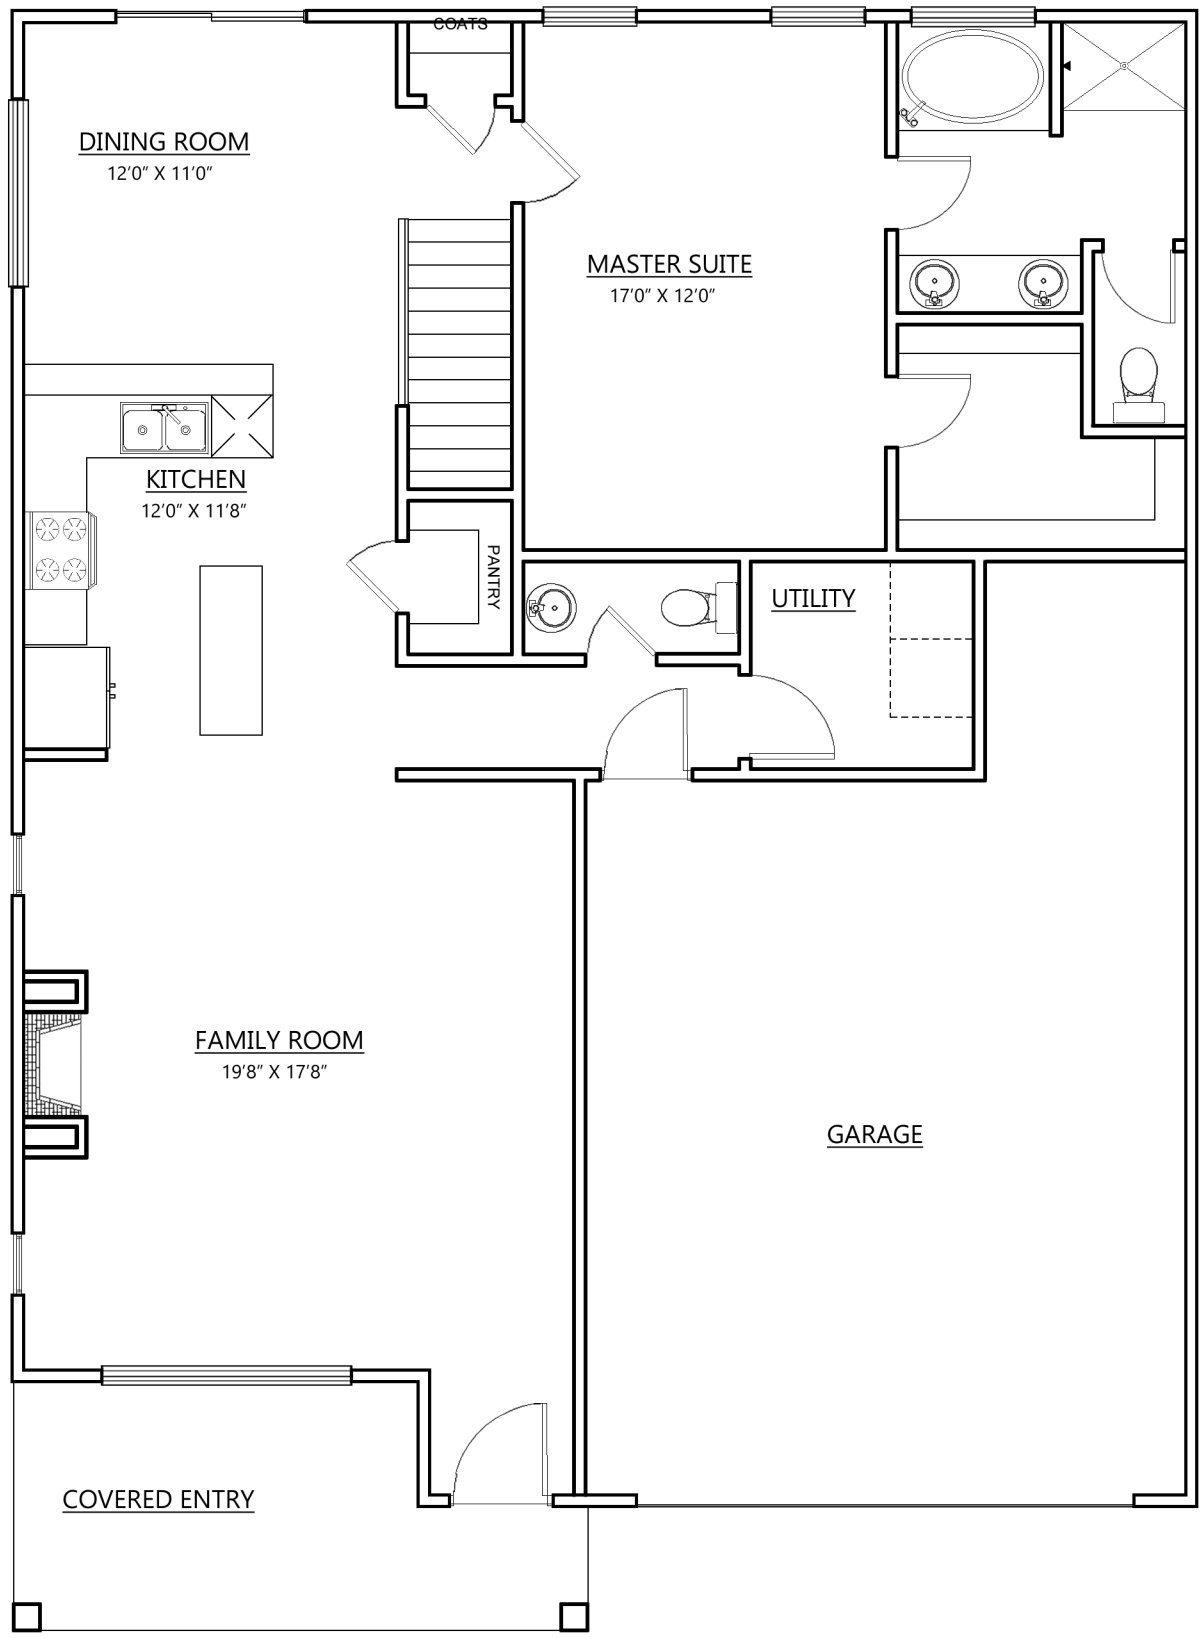 COATS
DINING ROOM
12'0" X 11'0"
MASTER SUITE
17'0" X 12'0"
KITCHEN
12'0" X 11'8"
PANTRY
UTILITY
FAMILY ROOM
19'8" X 17'8"
GARAGE
COVERED ENTRY